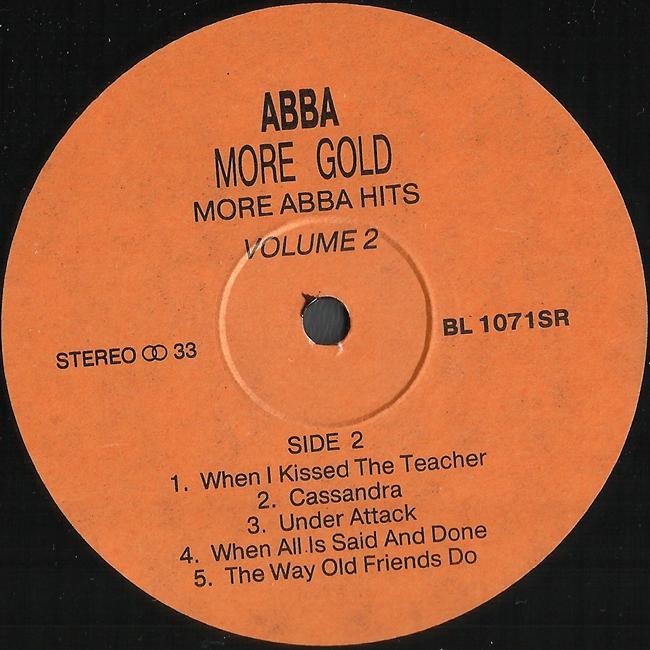 ABBA
MORE GOLD
MORE ABBA HITS
VOLUME 2
STEREO 33
BL 1071SR
SIDE 2
1. When I Kissed The Teacher
2. Cassandra
3. Under Attack
4. When All Is Said And Done
5. The Way Old Friends Do